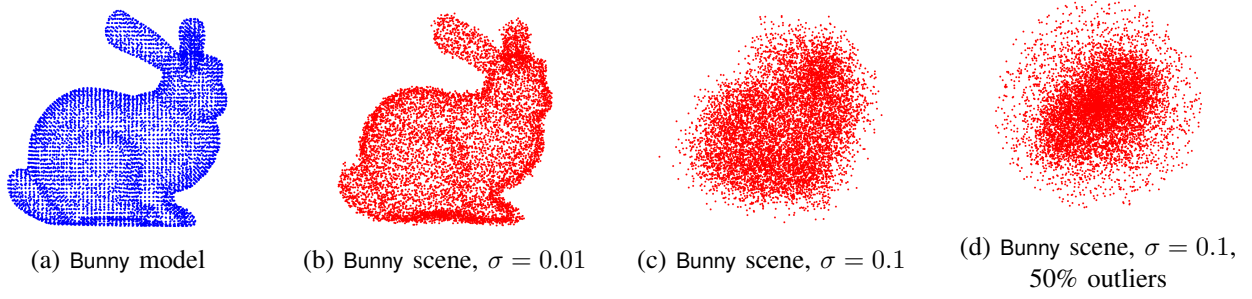 (a) Bunny model
(b) Bunny scene, σ = 0.01
(c) Bunny scene, σ = 0.1
(d) Bunny scene, σ = 0.1,
50% outliers